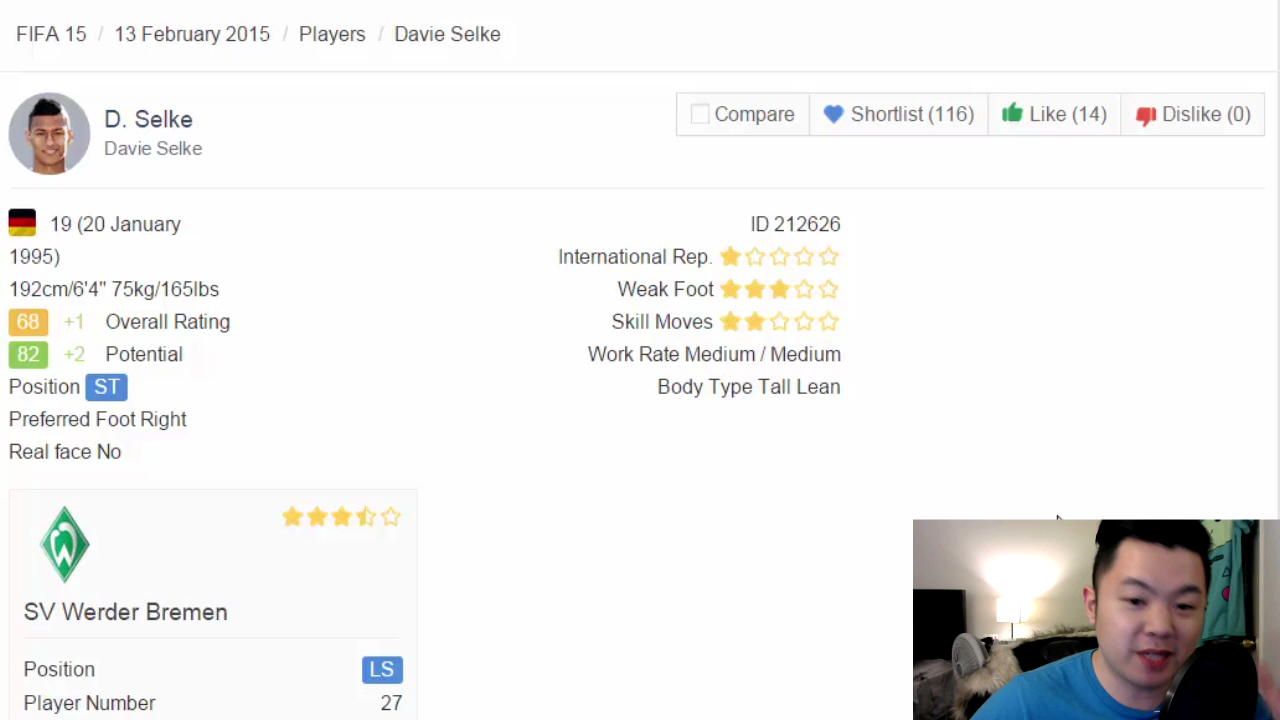 FIFA 15 / 13 February 2015 / Players / Davie Selke
D. Selke
Davie Selke
Compare
Shortlist (116)
Like (14)
Dislike (0)
19 (20 January
1995)
192cm/6'4" 75kg/165lbs
68 +1 Overall Rating
82 +2 Potential
Position ST
Preferred Foot Right
Real face No
ID 212626
International Rep.
Weak Foot
Skill Moves
Work Rate Medium / Medium
Body Type Tall Lean
SV Werder Bremen
Position LS
Player Number 27